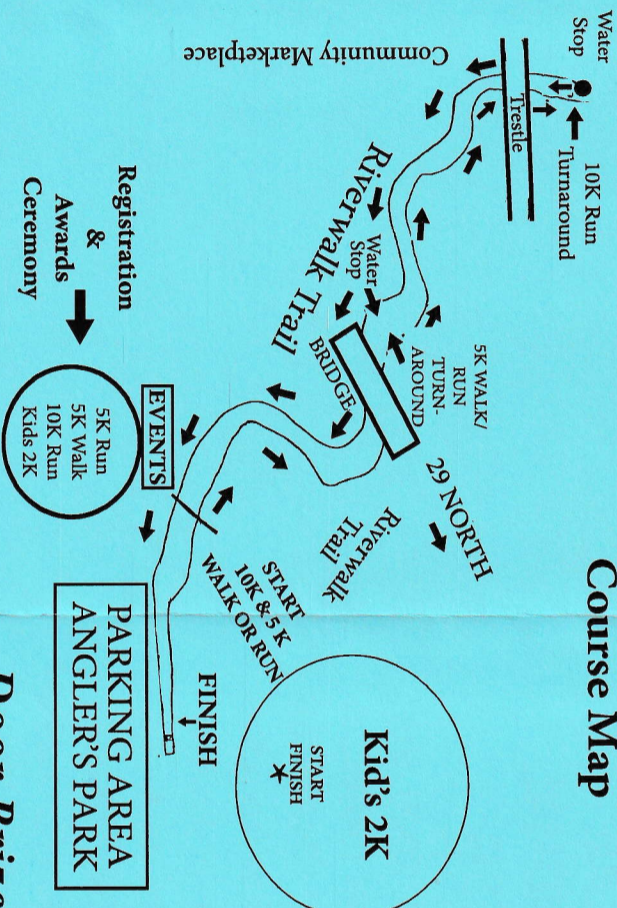 Course Map
Water
Stop
10K Run
Turnaround
Trestle
Community Marketplace
Riverwalk Trail
Water
Stop
5K WALK/
RUN
TURN-
AROUND
BRIDGE
29 NORTH
Riverwalk
Trail
Registration
&
Awards
Ceremony
EVENTS
5K Run
5K Walk
10K Run
Kids 2K
START
10K & 5 K
WALK OR RUN
FINISH
Kid's 2K
START
FINISH
PARKING AREA
ANGLER'S PARK